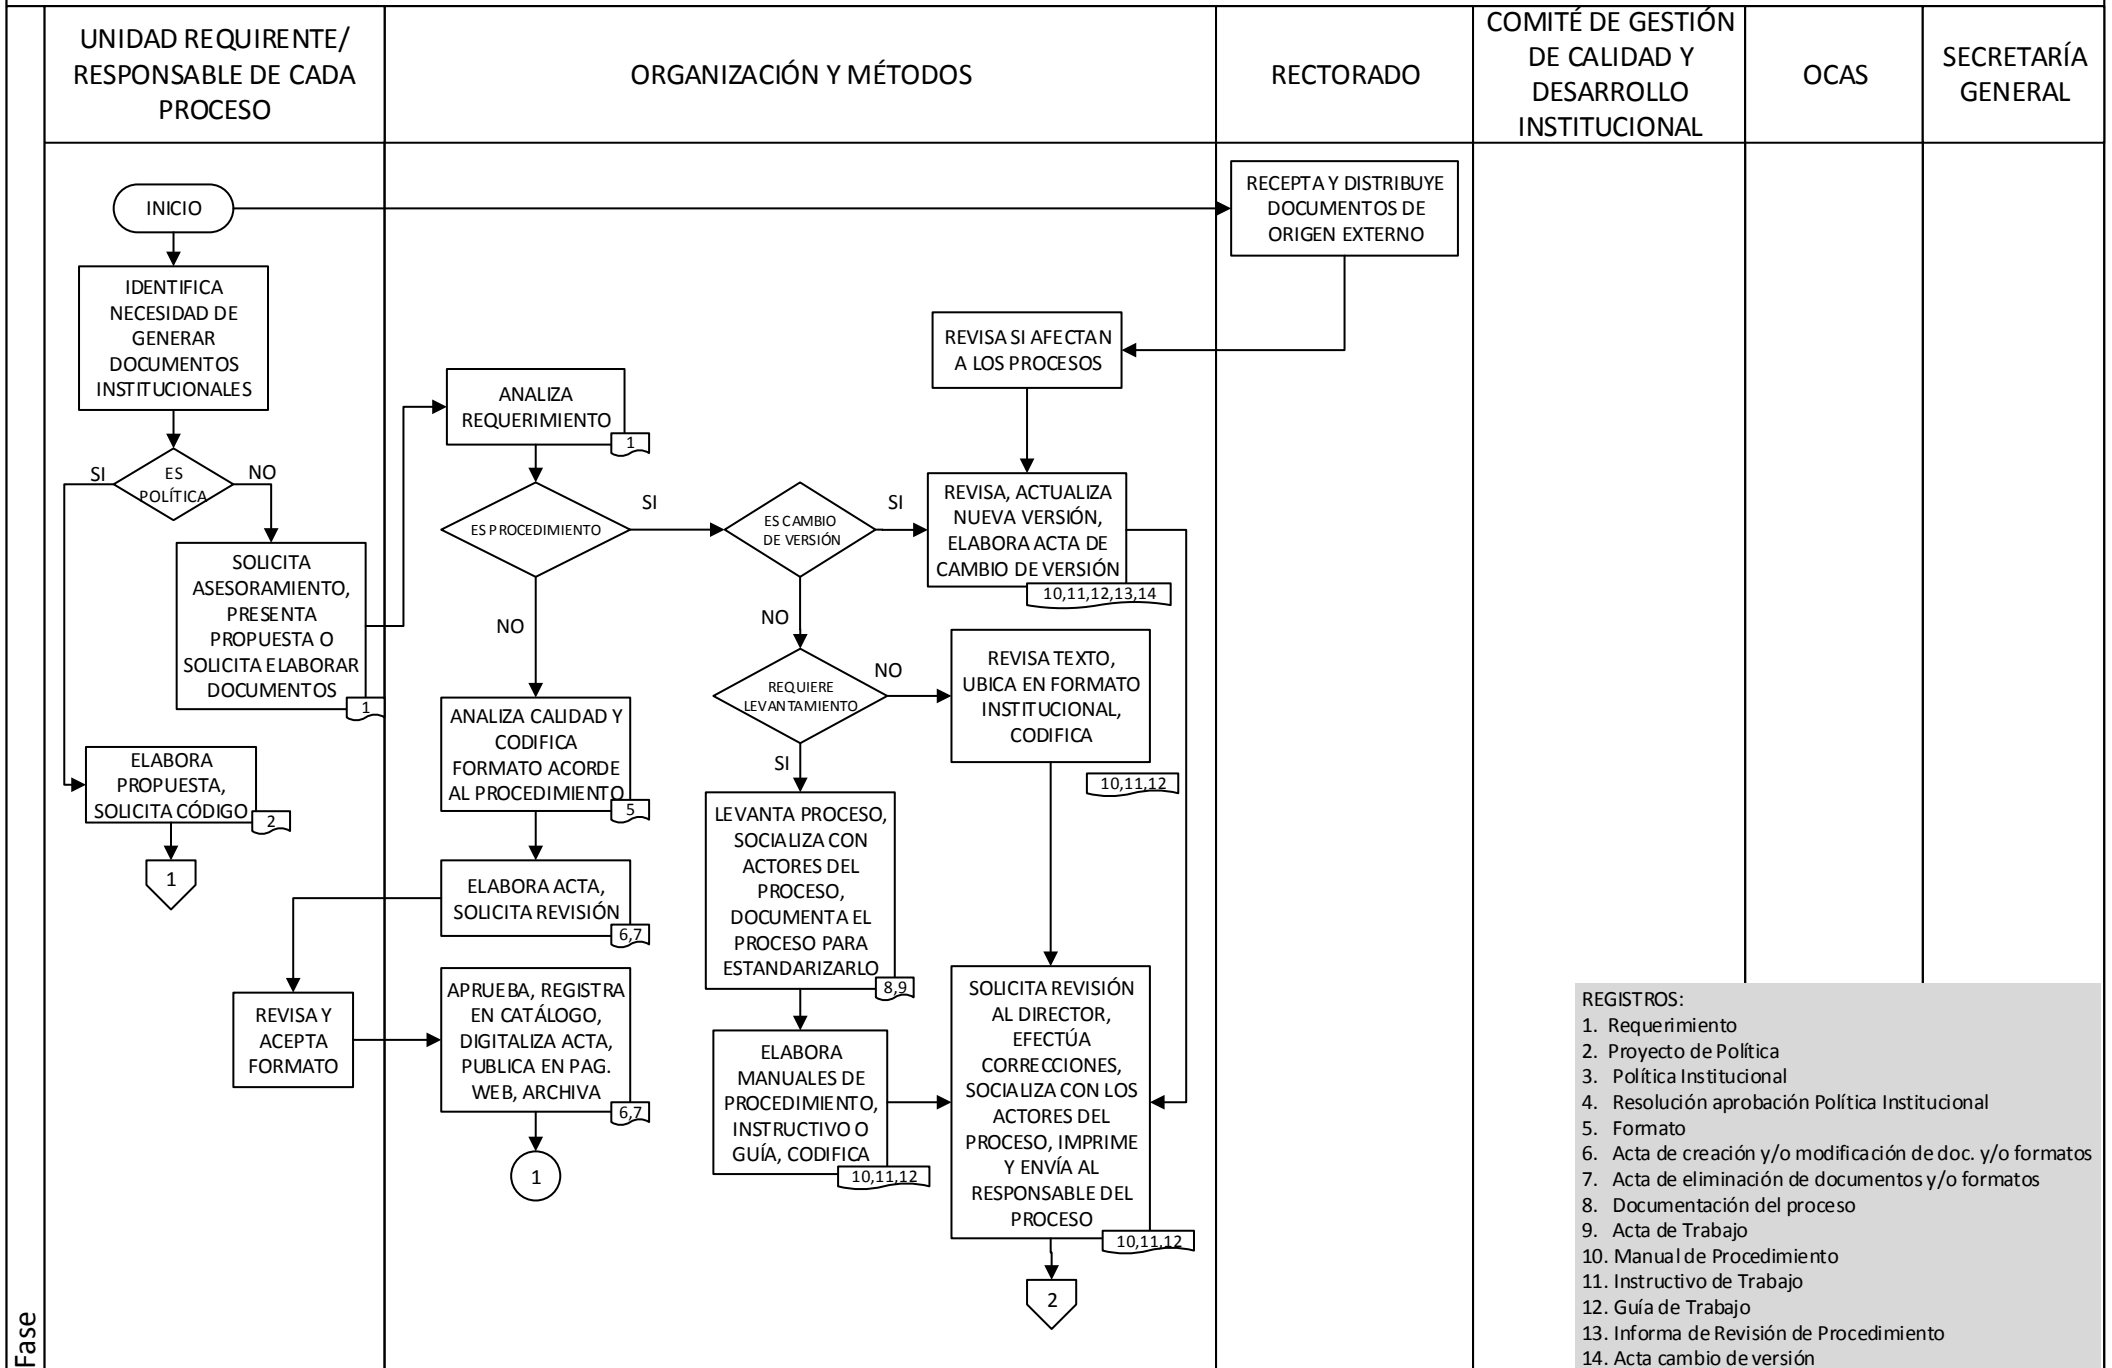 UNIDAD REQUIRENTE/
RESPONSABLE DE CADA
PROCESO
ORGANIZACIÓN Y MÉTODOS
RECTORADO
COMITÉ DE GESTIÓN
DE CALIDAD Y
DESARROLLO
INSTITUCIONAL
OCAS
SECRETARÍA
GENERAL
INICIO
RECEPTA Y DISTRIBUYE
DOCUMENTOS DE
ORIGEN EXTERNO
IDENTIFICA
NECESIDAD DE
GENERAR
DOCUMENTOS
INSTITUCIONALES
REVISA SI AFECTAN
A LOS PROCESOS
ANALIZA
REQUERIMIENTO
1
SI
ES
POLÍTICA
NO
SOLICITA
ASESORAMIENTO,
PRESENTA
PROPUESTA O
SOLICITA ELABORAR
DOCUMENTOS
1
ES PROCEDIMIENTO
SI
NO
ES CAMBIO
DE VERSIÓN
SI
NO
REVISA, ACTUALIZA
NUEVA VERSIÓN,
ELABORA ACTA DE
CAMBIO DE VERSIÓN
10,11,12,13,14
REQUIERE
LEVANTAMIENTO
NO
SI
REVISA TEXTO,
UBICA EN FORMATO
INSTITUCIONAL,
CODIFICA
10,11,12
ELABORA
PROPUESTA,
SOLICITA CÓDIGO
2
1
ANALIZA CALIDAD Y
CODIFICA
FORMATO ACORDE
AL PROCEDIMIENTO
5
LEVANTA PROCESO,
SOCIALIZA CON
ACTORES DEL
PROCESO,
DOCUMENTA EL
PROCESO PARA
ESTANDARIZARLO
8,9
ELABORA ACTA,
SOLICITA REVISIÓN
6,7
REVISA Y
ACEPTA
FORMATO
APRUEBA, REGISTRA
EN CATÁLOGO,
DIGITALIZA ACTA,
PUBLICA EN PAG.
WEB, ARCHIVA
6,7
1
ELABORA
MANUALES DE
PROCEDIMIENTO,
INSTRUCTIVO O
GUÍA, CODIFICA
10,11,12
SOLICITA REVISIÓN
AL DIRECTOR,
EFECTÚA
CORRECCIONES,
SOCIALIZA CON LOS
ACTORES DEL
PROCESO, IMPRIME
Y ENVÍA AL
RESPONSABLE DEL
PROCESO
10,11,12
2
REGISTROS:
1. Requerimiento
2. Proyecto de Política
3. Política Institucional
4. Resolución aprobación Política Institucional
5. Formato
6. Acta de creación y/o modificación de doc. y/o formatos
7. Acta de eliminación de documentos y/o formatos
8. Documentación del proceso
9. Acta de Trabajo
10. Manual de Procedimiento
11. Instructivo de Trabajo
12. Guía de Trabajo
13. Informa de Revisión de Procedimiento
14. Acta cambio de versión
Fase